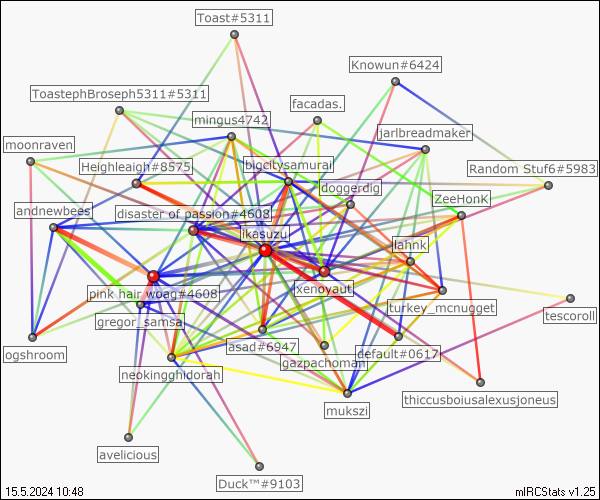 Toast#5311
Knowun#6424
ToastephBroseph5311#5311
facadas.
mingus4742
jarlbreadmaker
moonraven
bigcitysamurai
Heighleaigh#8575
Random Stuf6#5983
doggerdig
ZeeHonK
andnewbees
disaster of passion#4608
ikasuzu
lahnk
xenoyaut
pink hair woag#4608
turkey_mcnugget
tescoroll
gregor_samsa
asad#6947
default#0617
ogshroom
gazpachoman
neokingghidorah
thiccusboiusalexusjoneus
mukszi
avelicious
Duck™#9103
15.5.2024 10:48
mIRCStats v1.25